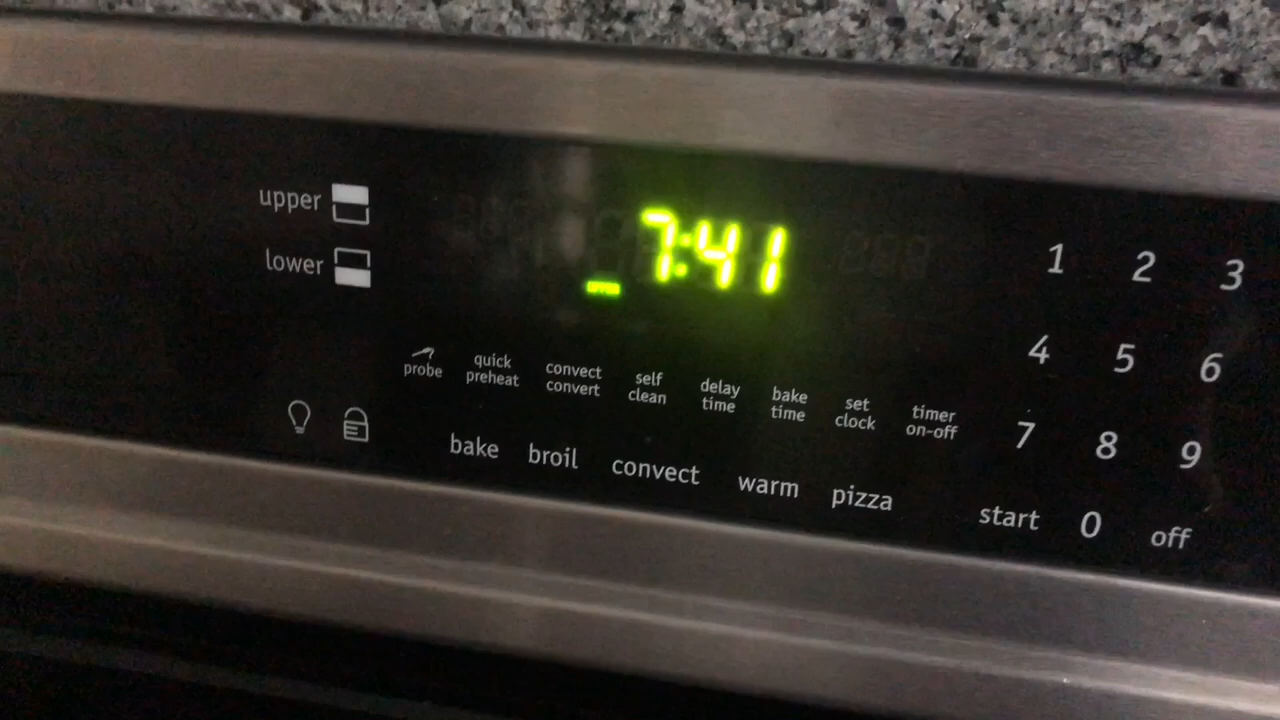 upper
lower
7:41
probe
quick
preheat
convect
convert
self
clean
delay
time
bake
time
set
clock
timer
on-off
bake broil convect warm pizza
1 2 3
4 5 6
7 8 9
start 0 off